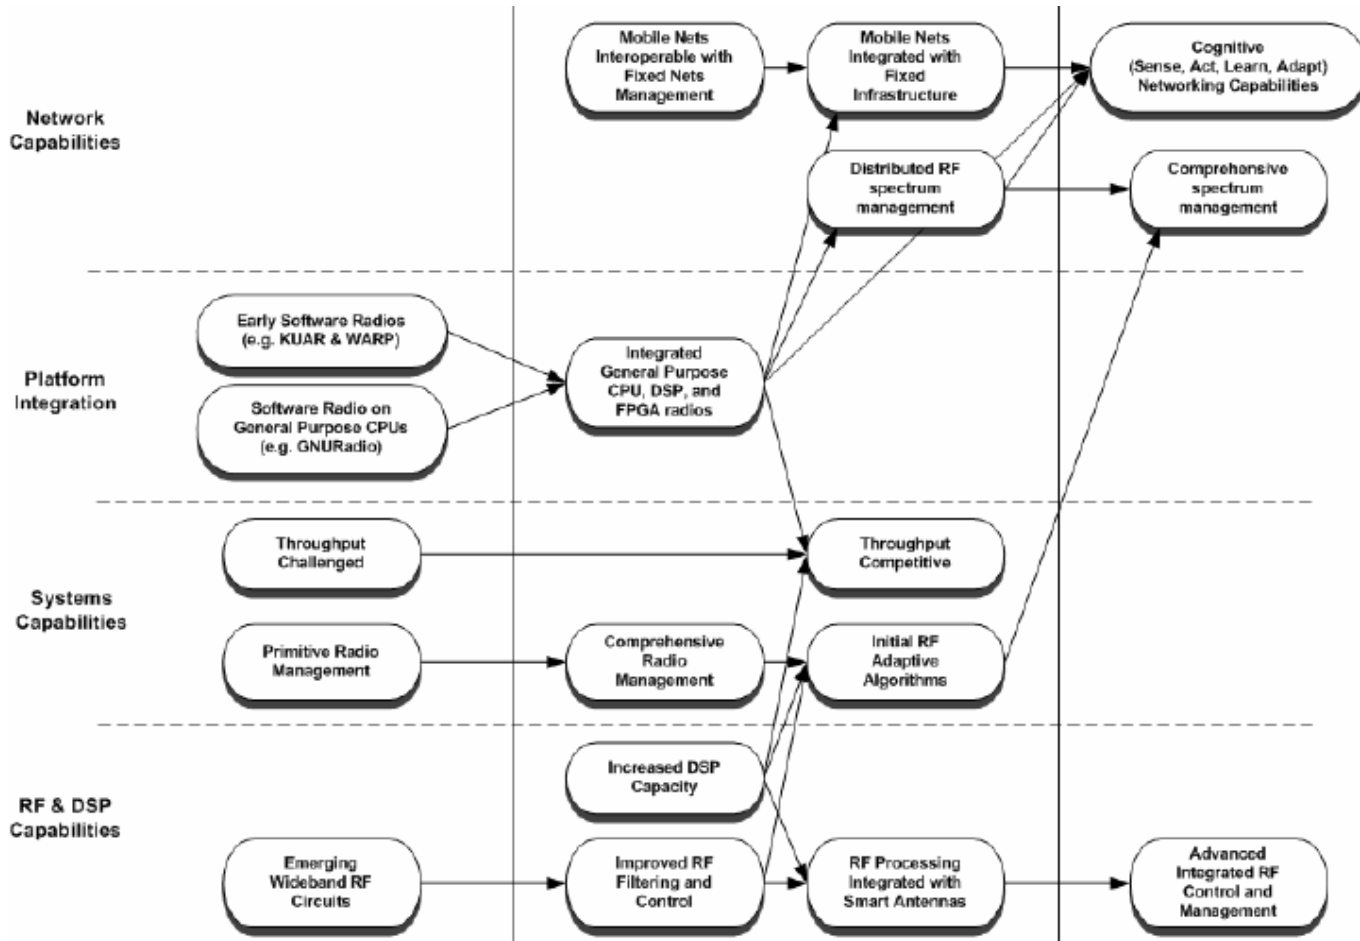 Network
Capabilities
Mobile Nets
Interoperable with
Fixed Nets
Management
Mobile Nets
Integrated with
Fixed
Infrastructure
Cognitive
(Sense, Act, Learn, Adapt)
Networking Capabilities
Distributed RF
spectrum
management
Comprehensive
spectrum
management
Platform
Integration
Early Software Radios
(e.g. KUAR & WARP)
Software Radio on
General Purpose CPUs
(e.g. GNURadio)
Integrated
General Purpose
CPU, DSP, and
FPGA radios
Systems
Capabilities
Throughput
Challenged
Throughput
Competitive
Primitive Radio
Management
Comprehensive
Radio
Management
Initial RF
Adaptive
Algorithms
RF & DSP
Capabilities
Increased DSP
Capacity
Emerging
Wideband RF
Circuits
Improved RF
Filtering and
Control
RF Processing
Integrated with
Smart Antennas
Advanced
Integrated RF
Control and
Management